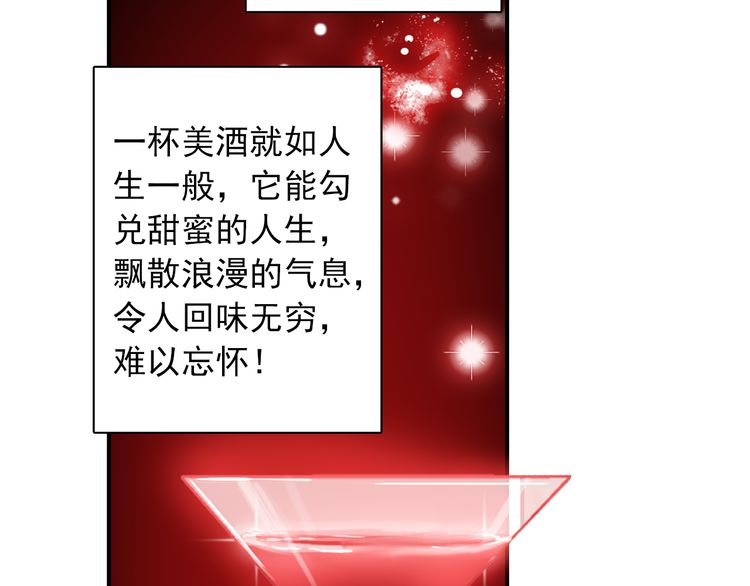 一杯美酒就如人
生一般，它能勾
兑甜蜜的人生，
飘散浪漫的气息，
令人回味无穷，
难以忘怀！